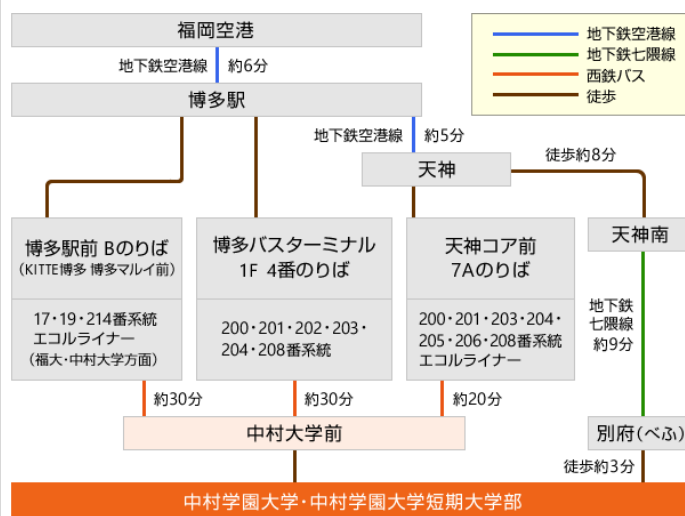 福岡空港
地下鉄空港線
地下鉄七隈線
西鉄バス
徒歩
地下鉄空港線 約6分
博多駅
地下鉄空港線 約5分
天神
徒歩約8分
博多駅前 Bのりば
(KITTE博多 博多マルイ前)
17・19・214番系統
エコルライナー
(福大・中村大学方面)
博多バスターミナル
1F 4番のりば
200・201・202・203・
204・208番系統
天神コア前
7Aのりば
200・201・203・204・
205・206・208番系統
エコルライナー
天神南
地下鉄
七隈線
約9分
約30分
約30分
約20分
中村大学前
別府(べふ)
徒歩約3分
中村学園大学・中村学園大学短期大学部